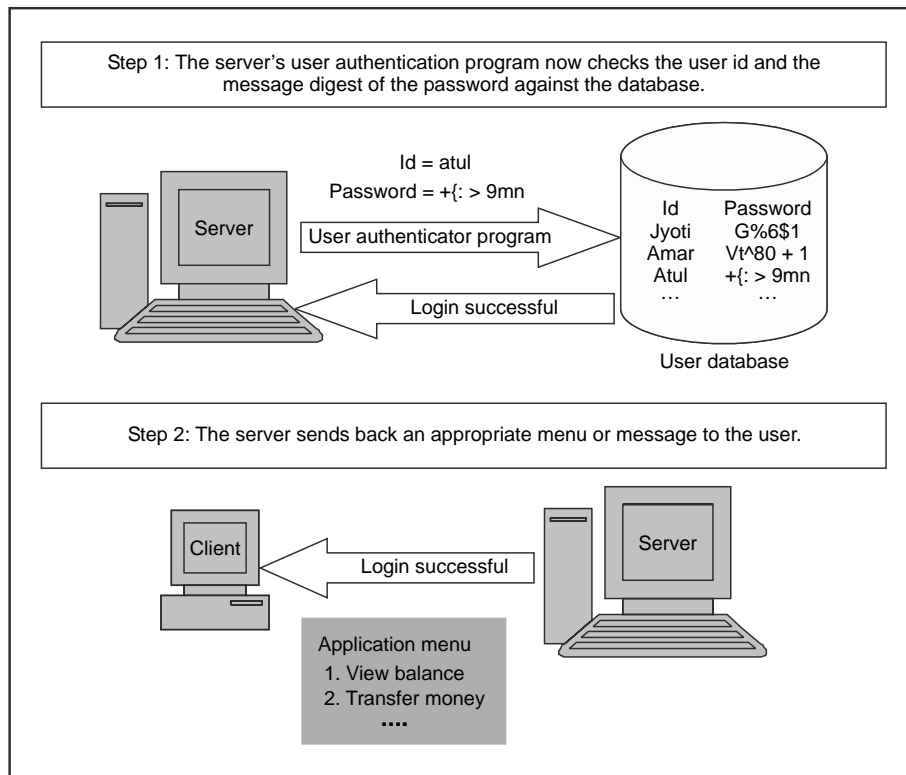 Step 1: The server's user authentication program now checks the user id and the
message digest of the password against the database.
Id = atul
Password = +{: > 9mn
Server
User authenticator program
Login successful
Id Password
Jyoti G%6$1
Amar Vt^80 + 1
Atul +{: > 9mn
... ...
User database
Step 2: The server sends back an appropriate menu or message to the user.
Client
Login successful
Server
Application menu
1. View balance
2. Transfer money
....